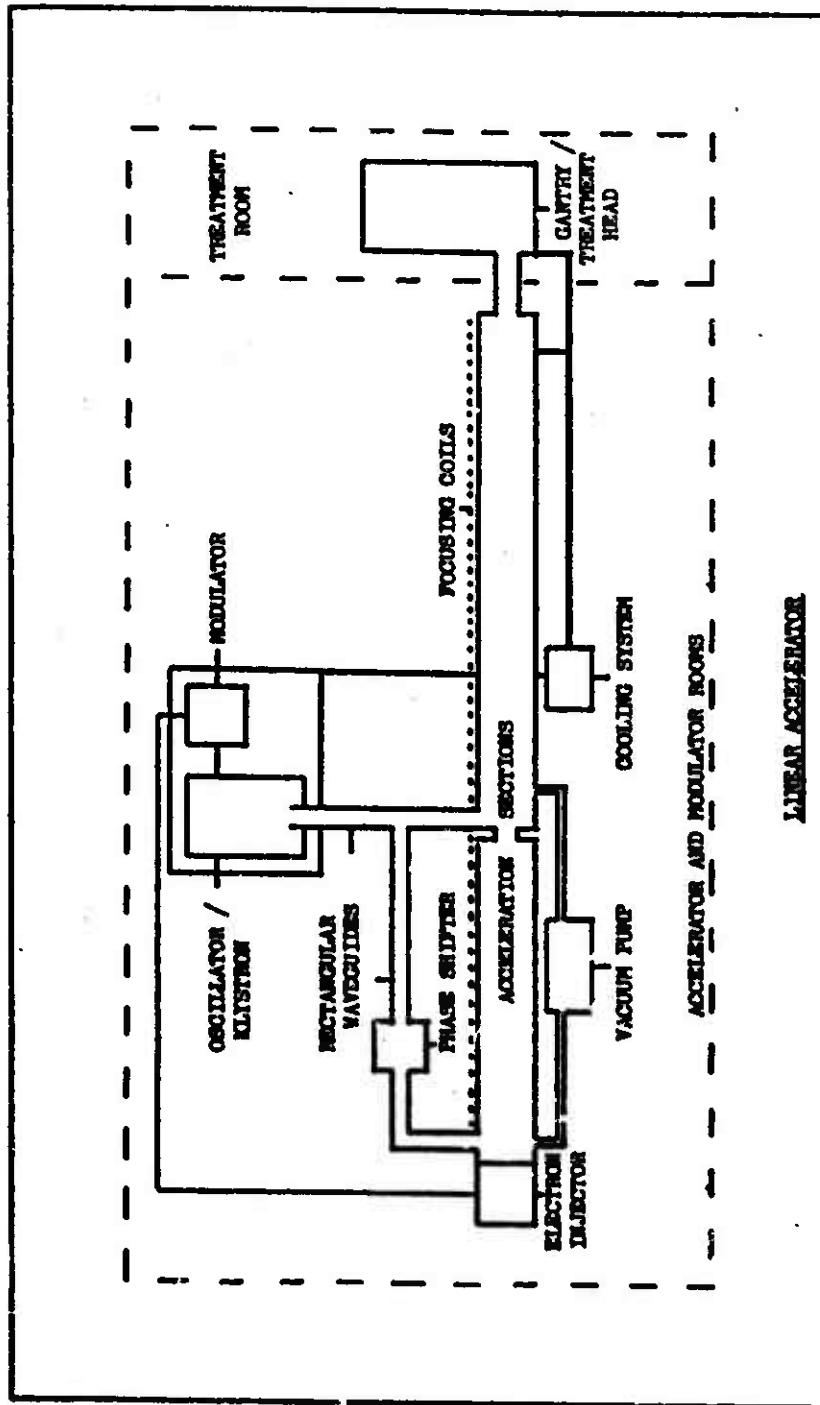 TREATMENT
ROOM
GANTRY /
TREATMENT
HEAD
MODULATOR
OSCILLATOR /
KLYSTRON
FOCUSING COILS
RECTANGULAR
WAVEGUIDES
PHASE SHIFTER
ACCELERATION SECTIONS
ELECTRON
INJECTOR
VACUUM PUMP
COOLING SYSTEM
ACCELERATOR AND MODULATOR ROOMS
LINEAR ACCELERATOR